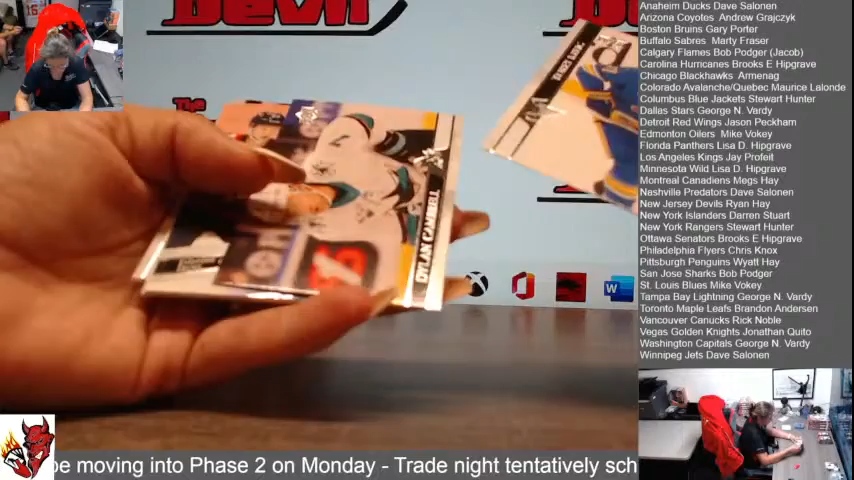 Devil
The
DYLAN GAMBRELL
W
be moving into Phase 2 on Monday - Trade night tentatively sch
Anaheim Ducks Dave Salonen
Arizona Coyotes Andrew Grajczyk
Boston Bruins Gary Porter
Buffalo Sabres Marty Fraser
Calgary Flames Bob Podger (Jacob)
Carolina Hurricanes Brooks E Hipgrave
Chicago Blackhawks Armenag
Colorado Avalanche/Quebec Maurice Lalonde
Columbus Blue Jackets Stewart Hunter
Dallas Stars George N. Vardy
Detroit Red Wings Jason Peckham
Edmonton Oilers Mike Vokey
Florida Panthers Lisa D. Hipgrave
Los Angeles Kings Jay Profeit
Minnesota Wild Lisa D. Hipgrave
Montreal Canadiens Megs Hay
Nashville Predators Dave Salonen
New Jersey Devils Ryan Hay
New York Islanders Darren Stuart
New York Rangers Stewart Hunter
Ottawa Senators Brooks E Hipgrave
Philadelphia Flyers Chris Knox
Pittsburgh Penguins Wyatt Hay
San Jose Sharks Bob Podger
St. Louis Blues Mike Vokey
Tampa Bay Lightning George N. Vardy
Toronto Maple Leafs Brandon Andersen
Vancouver Canucks Rick Noble
Vegas Golden Knights Jonathan Quito
Washington Capitals George N. Vardy
Winnipeg Jets Dave Salonen